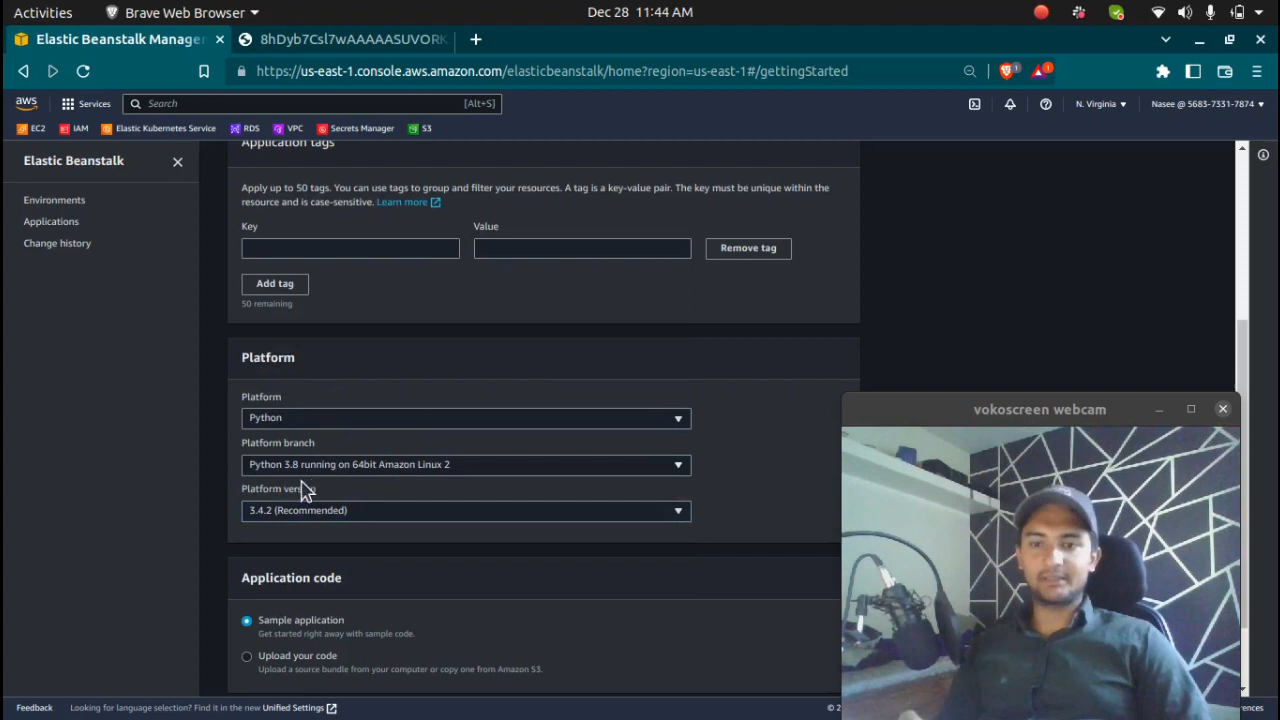 Activities
Brave Web Browser
Dec 28 11:44 AM
Elastic Beanstalk Manage
8hDyb7Csl7wAAAAASUVORK
https://us-east-1.console.aws.amazon.com/elasticbeanstalk/home?region=us-east-1#/gettingStarted
1
1
aws
Services
Search
[Alt+S]
N. Virginia
Nasee @ 5683-7331-7874
EC2
IAM
Elastic Kubernetes Service
RDS
VPC
Secrets Manager
S3
Elastic Beanstalk
Environments
Applications
Change history
Application tags
Apply up to 50 tags. You can use tags to group and filter your resources. A tag is a key-value pair. The key must be unique within the
resource and is case-sensitive. Learn more
Key
Value
Remove tag
Add tag
50 remaining
Platform
Platform
Python
Platform branch
Python 3.8 running on 64bit Amazon Linux 2
Platform version
3.4.2 (Recommended)
Application code
Sample application
Get started right away with sample code.
Upload your code
Upload a source bundle from your computer or copy one from Amazon S3.
vokoscreen webcam
Feedback
Looking for language selection? Find it in the new Unified Settings
© 2
erences